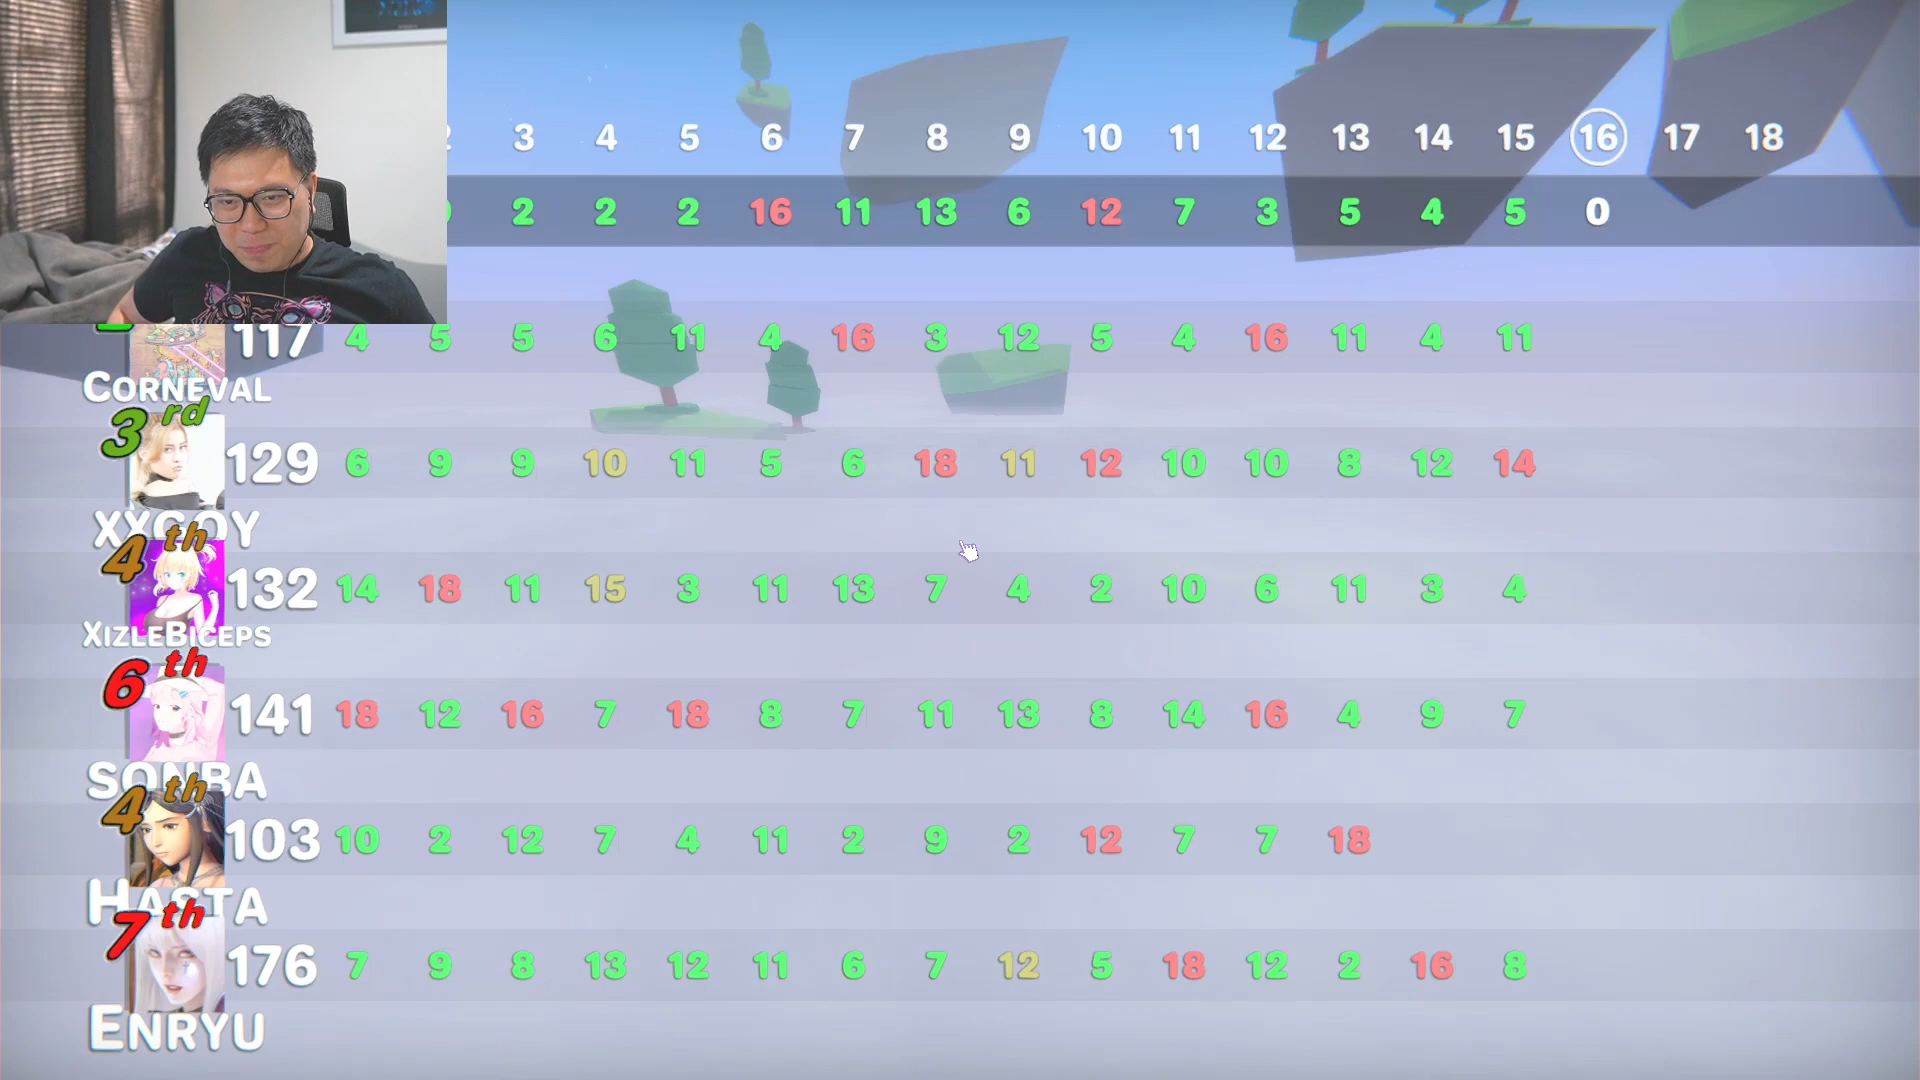 3 4 5 6 7 8 9 10 11 12 13 14 15 16 17 18
2 2 2 16 11 13 6 12 7 3 5 4 5 0
117 4 5 5 6 11 4 16 3 12 5 4 16 11 4 11
CORNEVAL
3rd
129 6 9 9 10 11 5 6 18 11 12 10 10 8 12 14
XXGOY
4th
132 14 18 11 15 3 11 13 7 4 2 10 6 11 3 4
XIZLEBICEPS
6th
141 18 12 16 7 18 8 7 11 13 8 14 16 4 9 7
SONBA
4th
103 10 2 12 7 4 11 2 9 2 12 7 7 18
HASTA
7th
176 7 9 8 13 12 11 6 7 12 5 18 12 2 16 8
ENRYU